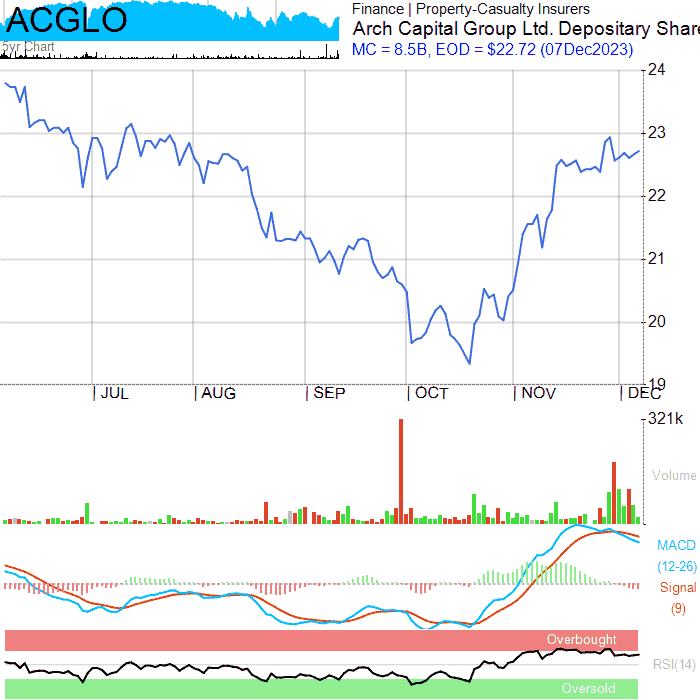 ACGLO
5yr Chart
Finance | Property-Casualty Insurers
Arch Capital Group Ltd. Depositary Share
MC = 8.5B, EOD = $22.72 (07Dec2023)
24
23
22
21
20
19
JUL AUG SEP OCT NOV DEC
321k
Volume
MACD
(12-26)
Signal
(9)
Overbought
RSI(14)
Oversold